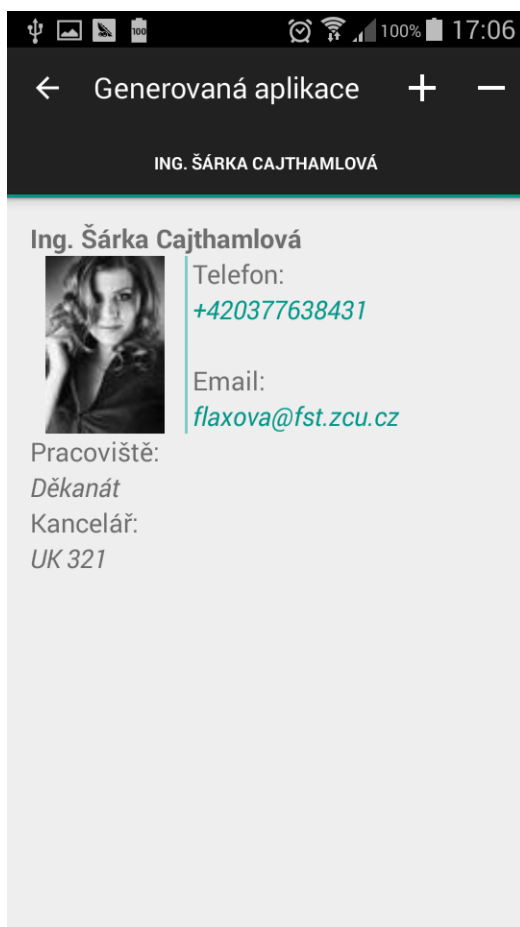 100 100% 17:06
Generovaná aplikace
ING. ŠÁRKA CAJTHAMLOVÁ
Ing. Šárka Cajthamlová
Telefon:
+420377638431
Email:
flaxova@fst.zcu.cz
Pracoviště:
Děkanát
Kancelář:
UK 321